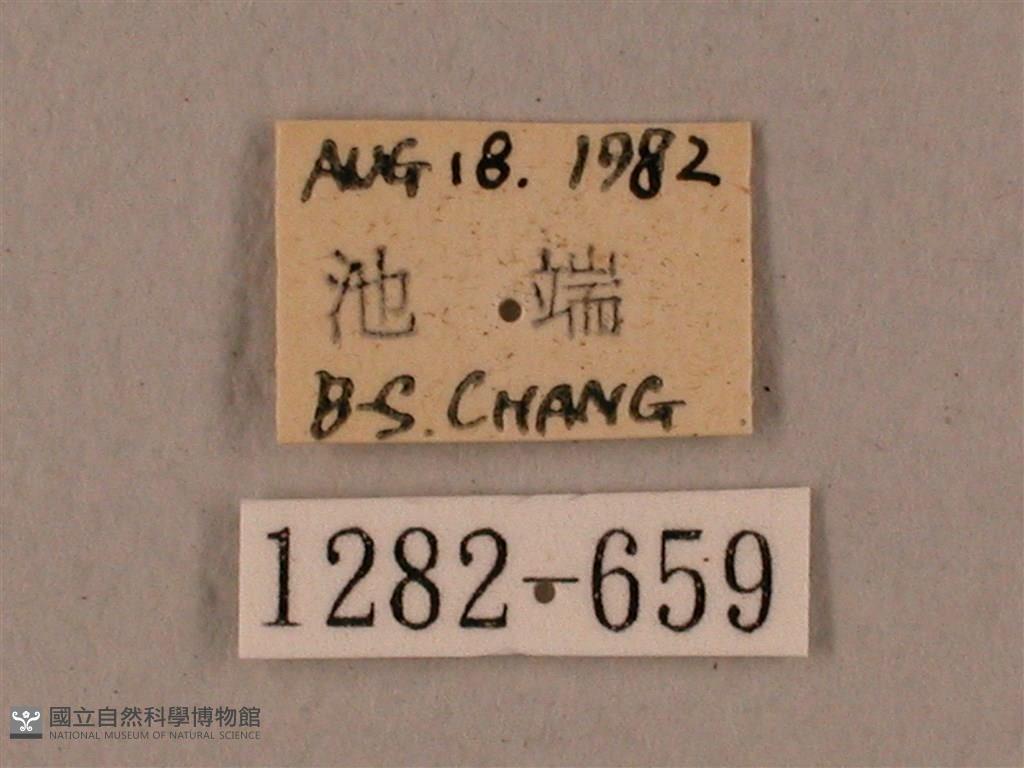 AUG 18. 1982
池 端
B-S. CHANG
1282-659
國立自然科學博物館
NATIONAL MUSEUM OF NATURAL SCIENCE